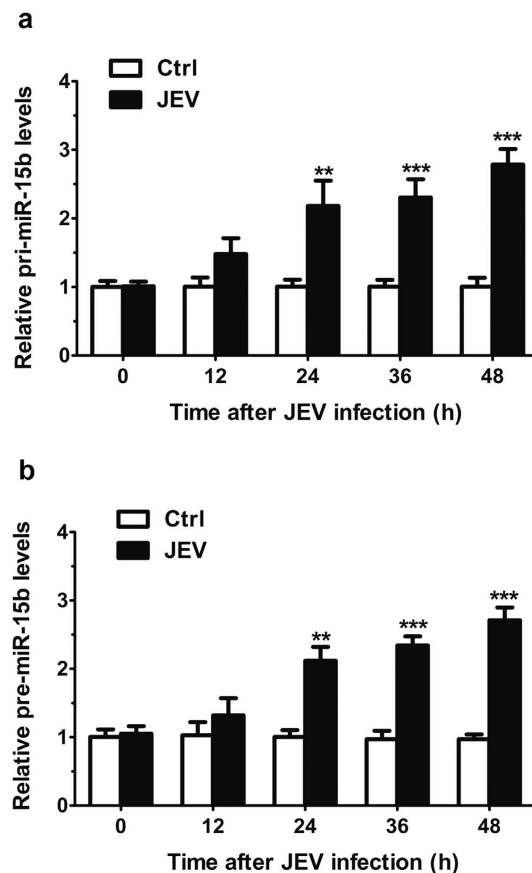 a
Ctrl
JEV
Relative pri-miR-15b levels
4
3
2
1
0
** *** ***
0 12 24 36 48
Time after JEV infection (h)
b
Ctrl
JEV
Relative pre-miR-15b levels
4
3
2
1
0
** *** ***
0 12 24 36 48
Time after JEV infection (h)